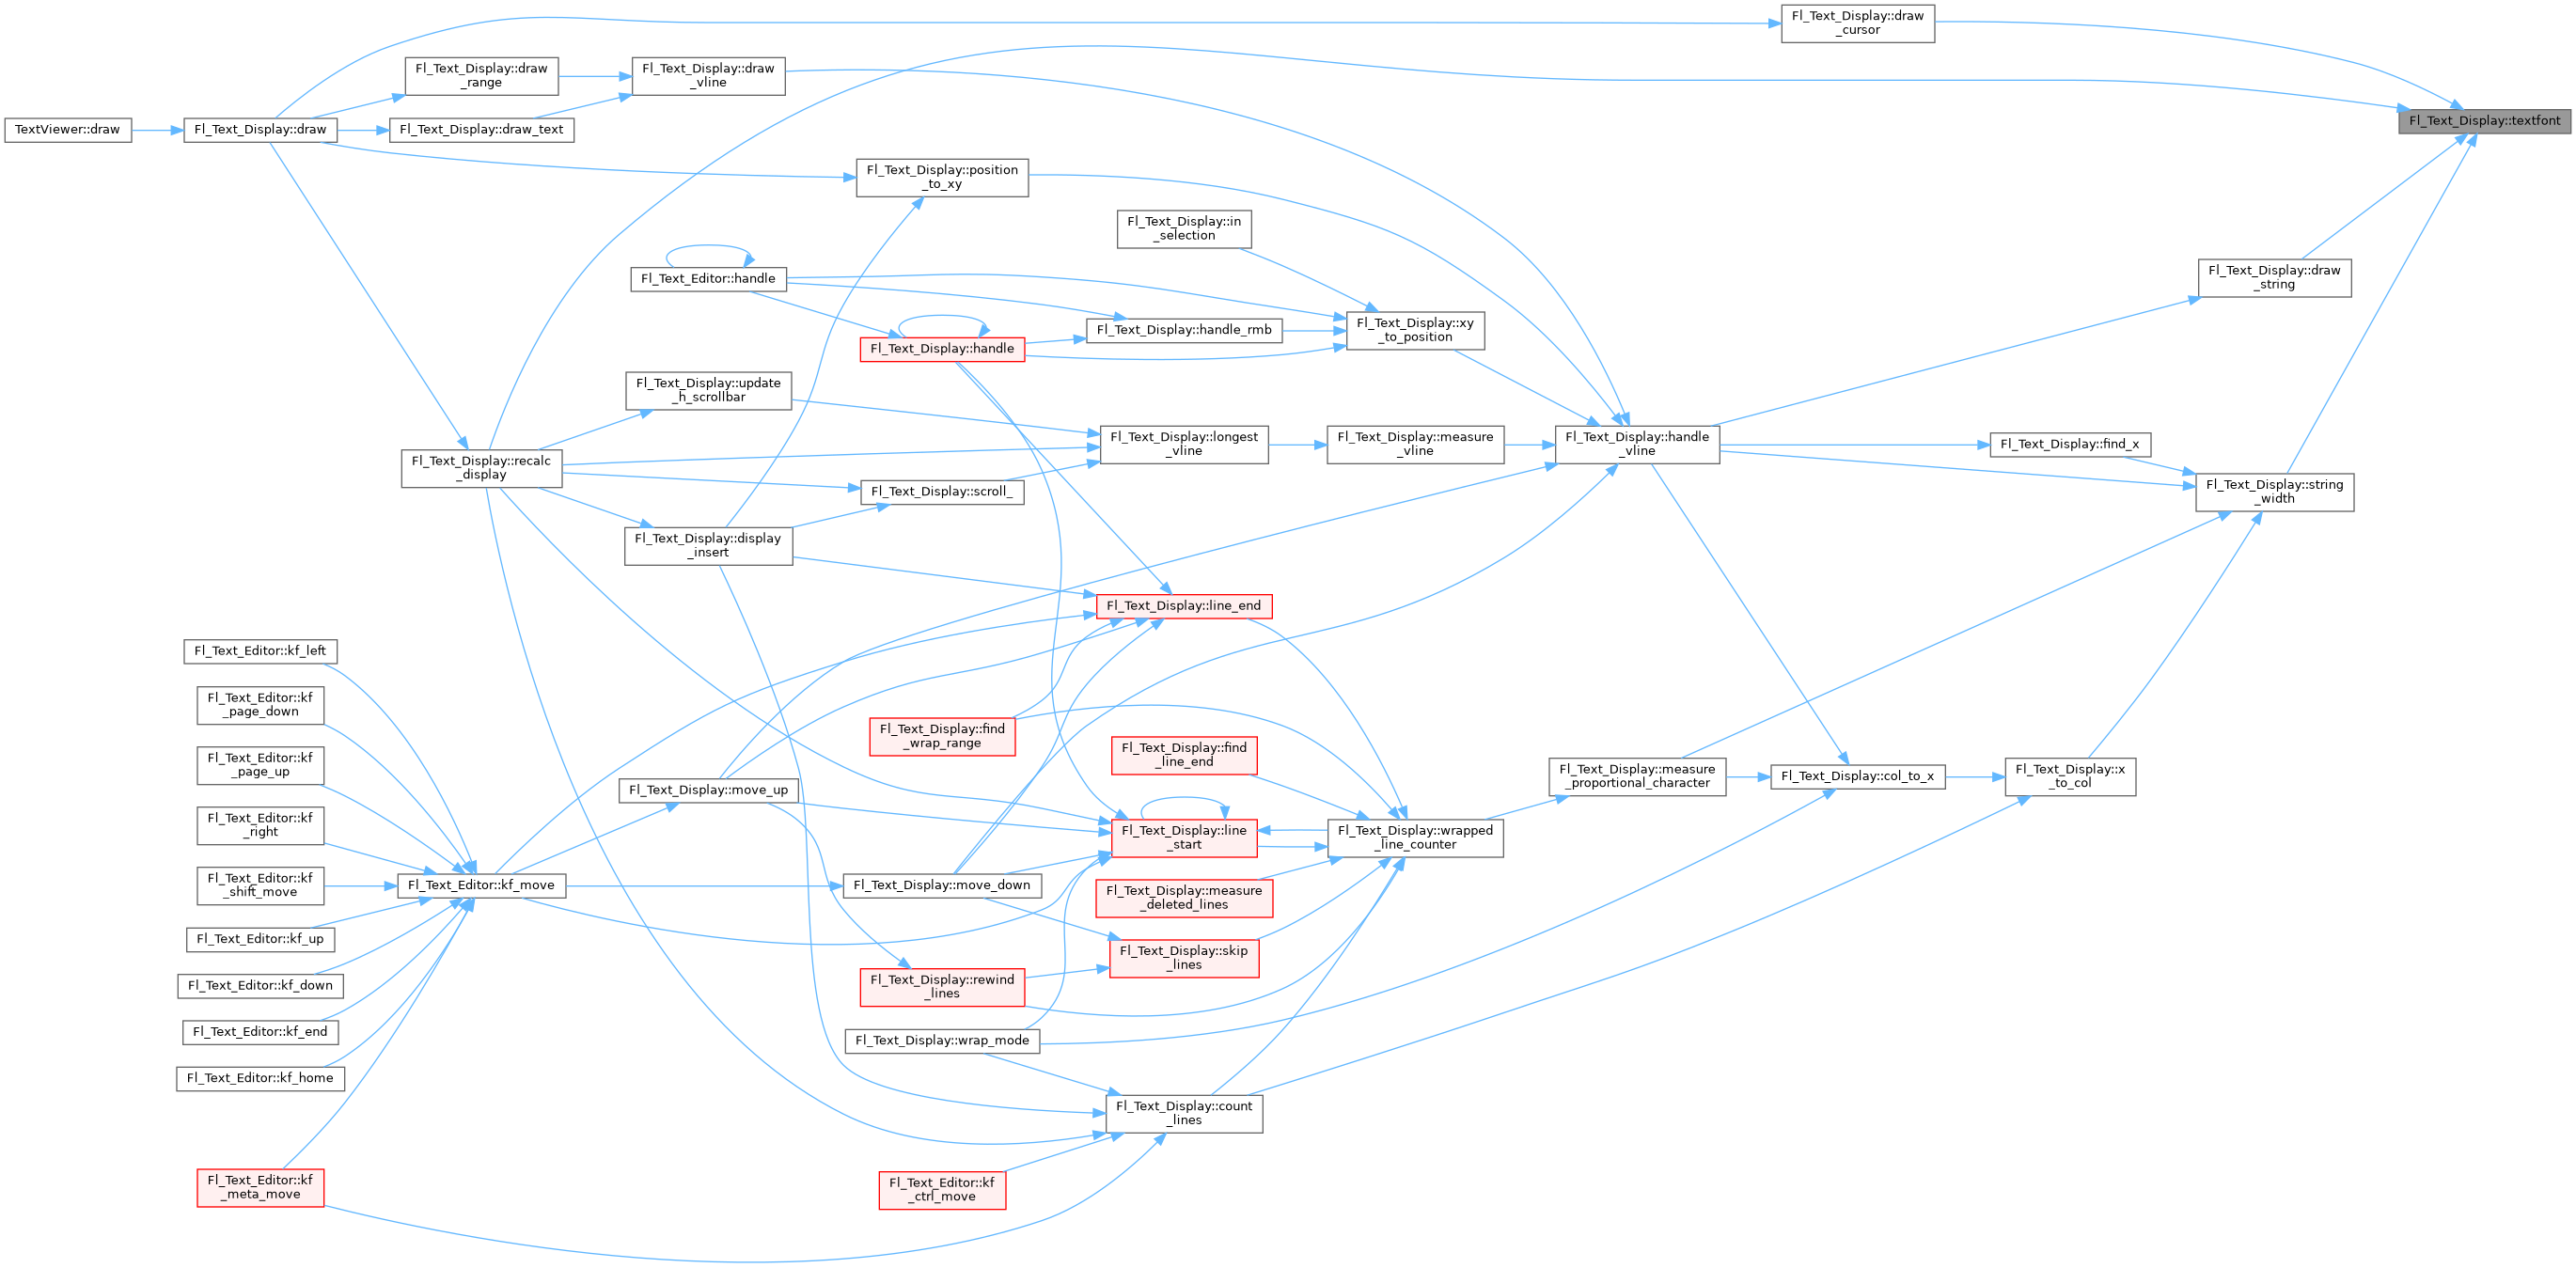 Fl_Text_Display::draw
_cursor
Fl_Text_Display::draw
_range
Fl_Text_Display::draw
_vline
Fl_Text_Display::textfont
TextViewer::draw
Fl_Text_Display::draw
Fl_Text_Display::draw_text
Fl_Text_Display::position
_to_xy
Fl_Text_Display::in
_selection
Fl_Text_Editor::handle
Fl_Text_Display::draw
_string
Fl_Text_Display::handle_rmb
Fl_Text_Display::xy
_to_position
Fl_Text_Display::handle
Fl_Text_Display::update
_h_scrollbar
Fl_Text_Display::longest
_vline
Fl_Text_Display::measure
_vline
Fl_Text_Display::handle
_vline
Fl_Text_Display::find_x
Fl_Text_Display::recalc
_display
Fl_Text_Display::scroll_
Fl_Text_Display::string
_width
Fl_Text_Display::display
_insert
Fl_Text_Display::line_end
Fl_Text_Editor::kf_left
Fl_Text_Editor::kf
_page_down
Fl_Text_Display::find
_wrap_range
Fl_Text_Display::find
_line_end
Fl_Text_Editor::kf
_page_up
Fl_Text_Display::move_up
Fl_Text_Display::measure
_proportional_character
Fl_Text_Display::col_to_x
Fl_Text_Display::x
_to_col
Fl_Text_Editor::kf
_right
Fl_Text_Display::line
_start
Fl_Text_Display::wrapped
_line_counter
Fl_Text_Editor::kf
_shift_move
Fl_Text_Editor::kf_move
Fl_Text_Display::move_down
Fl_Text_Display::measure
_deleted_lines
Fl_Text_Editor::kf_up
Fl_Text_Display::skip
_lines
Fl_Text_Editor::kf_down
Fl_Text_Display::rewind
_lines
Fl_Text_Editor::kf_end
Fl_Text_Display::wrap_mode
Fl_Text_Editor::kf_home
Fl_Text_Display::count
_lines
Fl_Text_Editor::kf
_meta_move
Fl_Text_Editor::kf
_ctrl_move